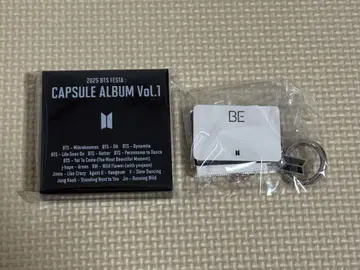 2025 BTS FESTA :
CAPSULE ALBUM Vol.1
BTS - Mikrokosmos BTS - ON BTS - Dynamite
BTS - Life Goes On BTS - Butter BTS - Permission to Dance
BTS - Yet To Come (The Most Beautiful Moment)
j-hope - Arson RM - Wild Flower (with youjeen)
Jimin - Like Crazy Agust D - Haegeum V - Slow Dancing
Jung Kook - Standing Next to You Jin - Running Wild
BE